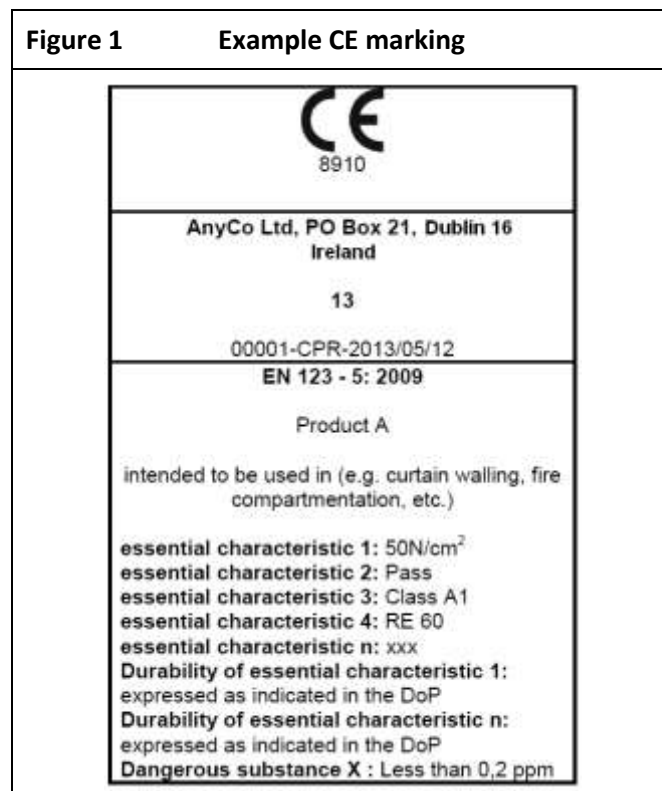 Figure 1 Example CE marking
CE
8910
AnyCo Ltd, PO Box 21, Dublin 16
Ireland
13
00001-CPR-2013/05/12
EN 123 - 5: 2009
Product A
intended to be used in (e.g. curtain walling, fire
compartmentation, etc.)
essential characteristic 1: 50N/cm²
essential characteristic 2: Pass
essential characteristic 3: Class A1
essential characteristic 4: RE 60
essential characteristic n: xxx
Durability of essential characteristic 1:
expressed as indicated in the DoP
Durability of essential characteristic n:
expressed as indicated in the DoP
Dangerous substance X : Less than 0,2 ppm